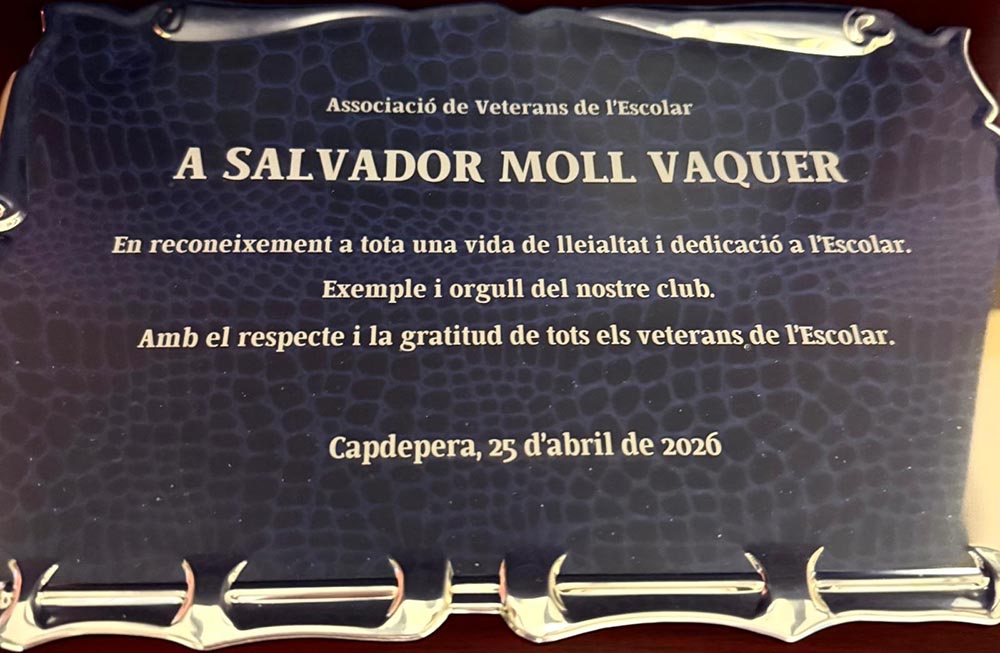 Associació de Veterans de l'Escolar
A SALVADOR MOLL VAQUER
En reconeixement a tota una vida de lleialtat i dedicació a l'Escolar.
Exemple i orgull del nostre club.
Amb el respecte i la gratitud de tots els veterans de l'Escolar.
Capdepera, 25 d'abril de 2026